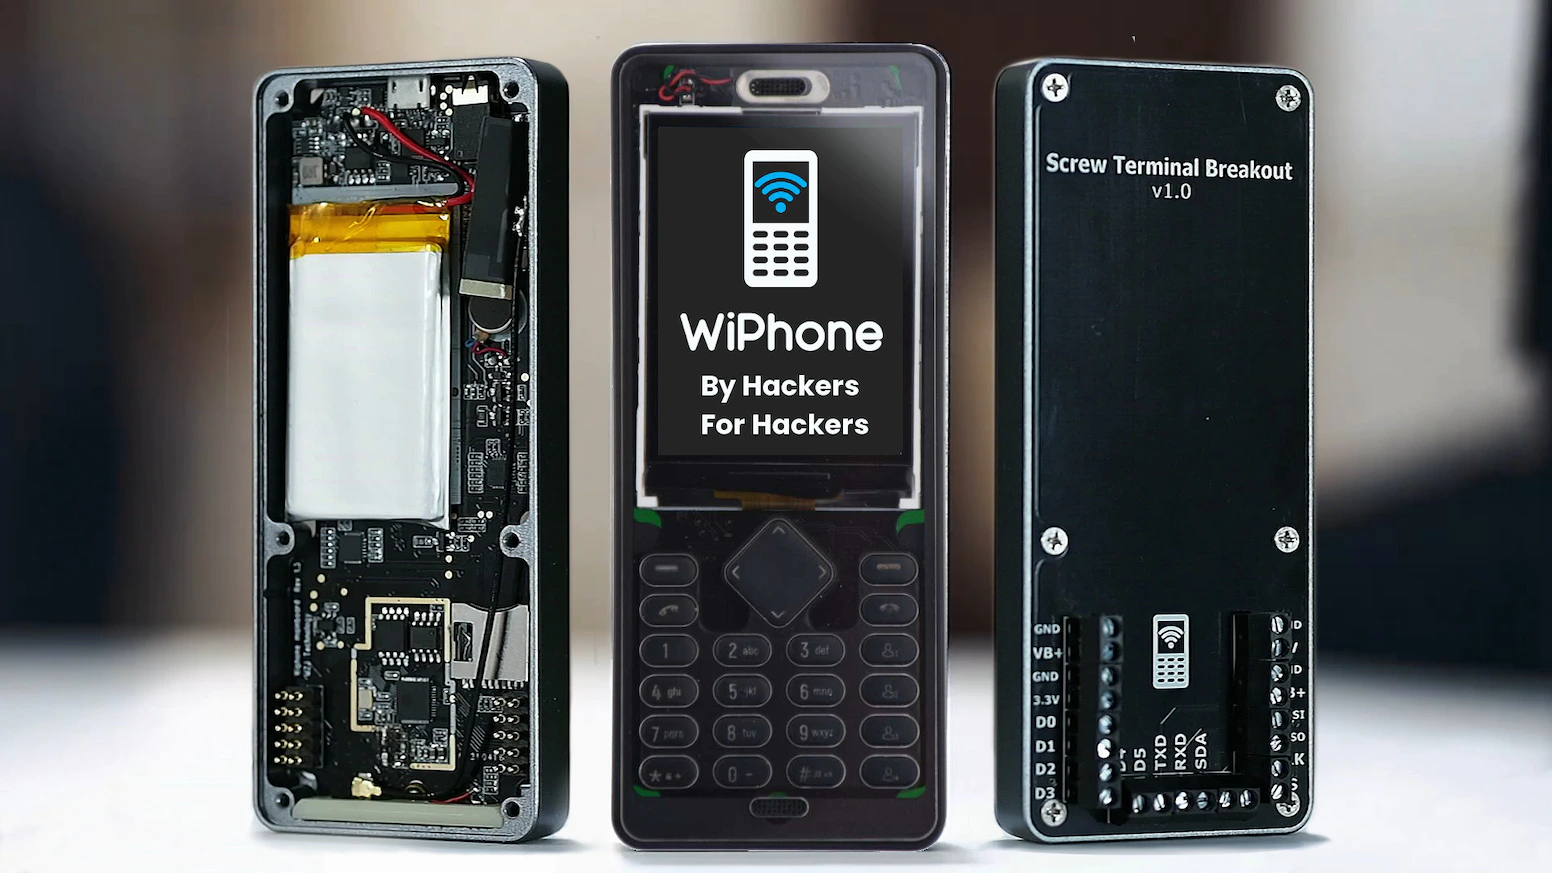 WiPhone
By Hackers
For Hackers
1
2 abc
3 def
4 ghi
5 jkl
6 mno
7 pqrs
8 tuv
9 wxyz
0
#
Screw Terminal Breakout
v1.0
GND
VB+
GND
3.3V
D0
D1
D2
D3
D5
TXD
RXD
SDA